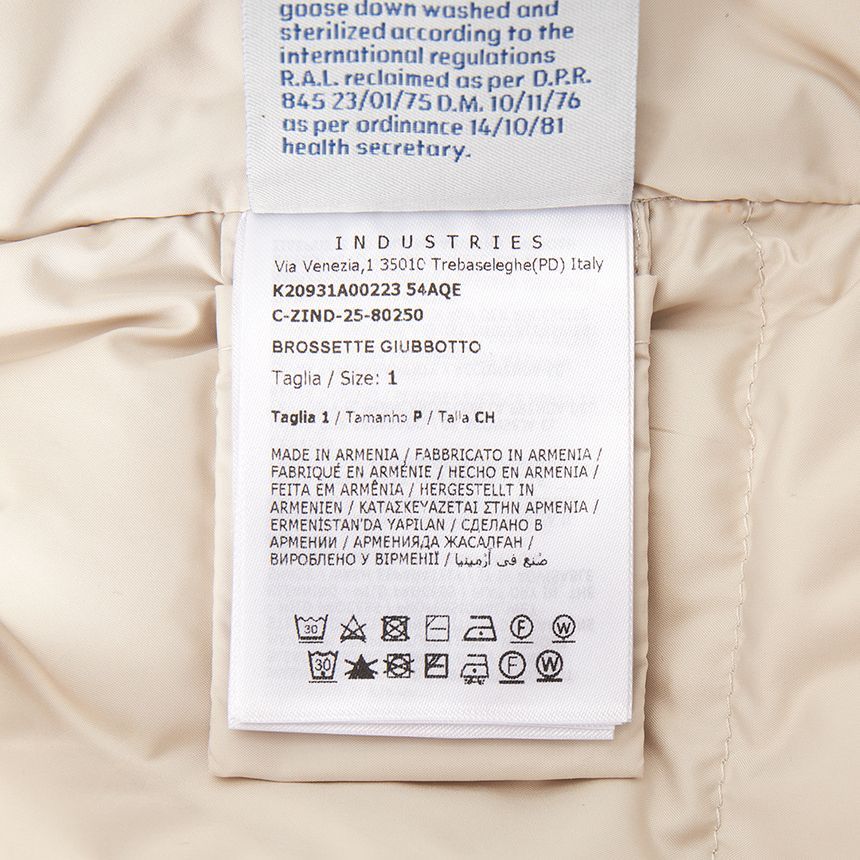 goose down washed and
sterilized according to the
international regulations
R.A.L. reclaimed as per D.P.R.
845 23/01/75 D.M. 10/11/76
as per ordinance 14/10/81
health secretary.
INDUSTRIES
Via Venezia,1 35010 Trebaseleghe(PD) Italy
K20931A00223 54AQE
C-ZIND-25-80250
BROSSETTE GIUBBOTTO
Taglia / Size: 1
Taglia 1 / Tamanho P / Talla CH
MADE IN ARMENIA / FABBRICATO IN ARMENIA /
FABRIQUÉ EN ARMÉNIE / HECHO EN ARMENIA /
FEITA EM ARMÊNIA / HERGESTELLT IN
ARMENIEN / ΚΑΤΑΣΚΕΥΑΖΕΤΑΙ ΣΤΗΝ ΑΡΜΕΝΙΑ /
ERMENİSTAN'DA YAPILAN / СДЕЛАНО В
АРМЕНИИ / АРМЕНИЯДА ЖАСАЛҒАН /
ВИРОБЛЕНО У ВІРМЕНІЇ / صُنع في أرمينيا
30 F W
30 F W